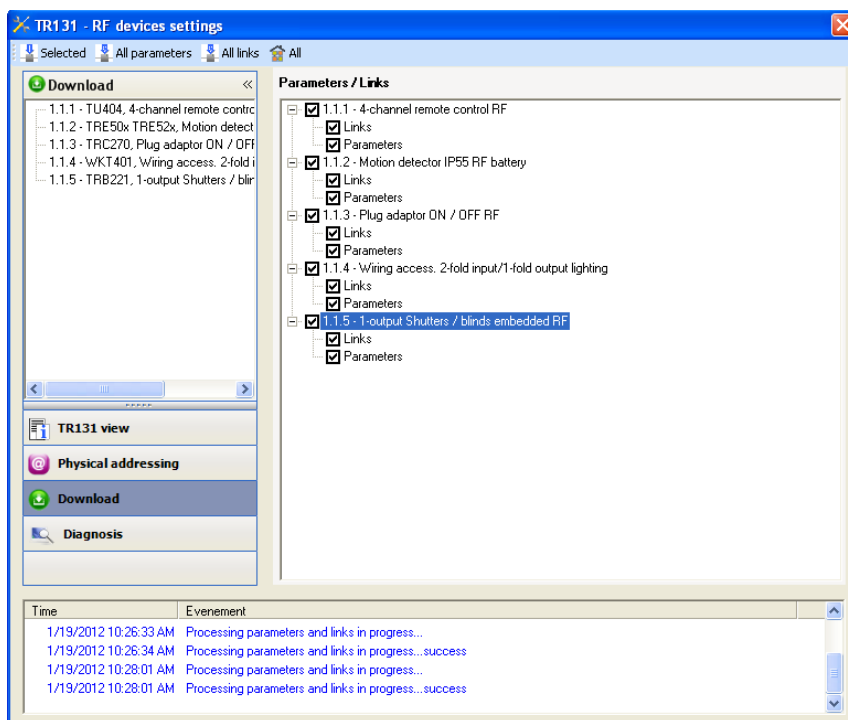 TR131 - RF devices settings
Selected All parameters All links All
Download
1.1.1 - TU404, 4-channel remote contrc
1.1.2 - TRE50x TRE52x, Motion detect
1.1.3 - TRC270, Plug adaptor ON / OFF
1.1.4 - WKT401, Wiring access. 2-fold i
1.1.5 - TRB221, 1-output Shutters / blir
TR131 view
Physical addressing
Download
Diagnosis
Parameters / Links
1.1.1 - 4-channel remote control RF
Links
Parameters
1.1.2 - Motion detector IP55 RF battery
Links
Parameters
1.1.3 - Plug adaptor ON / OFF RF
Links
Parameters
1.1.4 - Wiring access. 2-fold input/1-fold output lighting
Links
Parameters
1.1.5 - 1-output Shutters / blinds embedded RF
Links
Parameters
Time Evenement
1/19/2012 10:26:33 AM Processing parameters and links in progress...
1/19/2012 10:26:34 AM Processing parameters and links in progress...success
1/19/2012 10:28:01 AM Processing parameters and links in progress...
1/19/2012 10:28:01 AM Processing parameters and links in progress...success